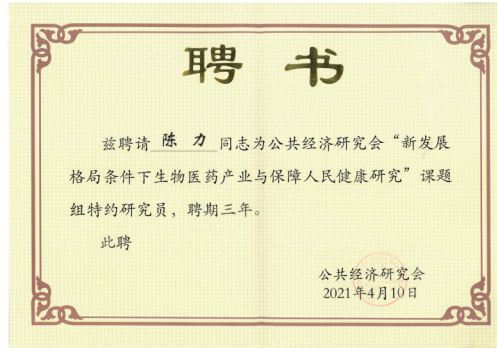 聘书
兹聘请 陈力 同志为公共经济研究会“新发展
格局条件下生物医药产业与保障人民健康研究”课题
组特约研究员，聘期三年。
此聘
公共经济研究会
2021年4月10日